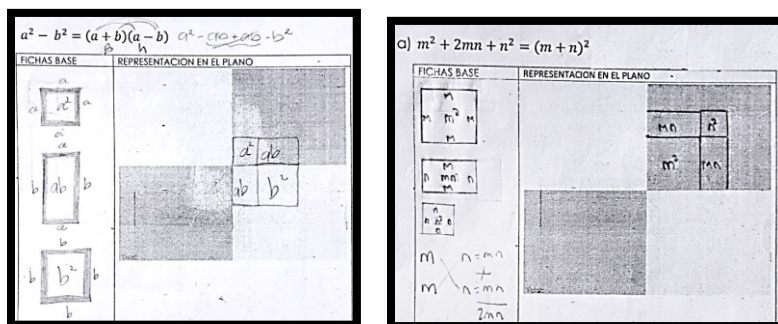 a² − b² = (a + b)(a − b) a² - ab + ab - b²
b h
FICHAS BASE REPRESENTACION EN EL PLANO
a
a a² a
a
a
b ab b
a
b
b b² b
b
a² ab
ab b²
a) m² + 2mn + n² = (m + n)²
FICHAS BASE REPRESENTACION EN EL PLANO
m
m m² m
m
m
n mn n
m
n
n n² n
n
m n = mn
+
m n = mn
2mn
mn n²
m² mn